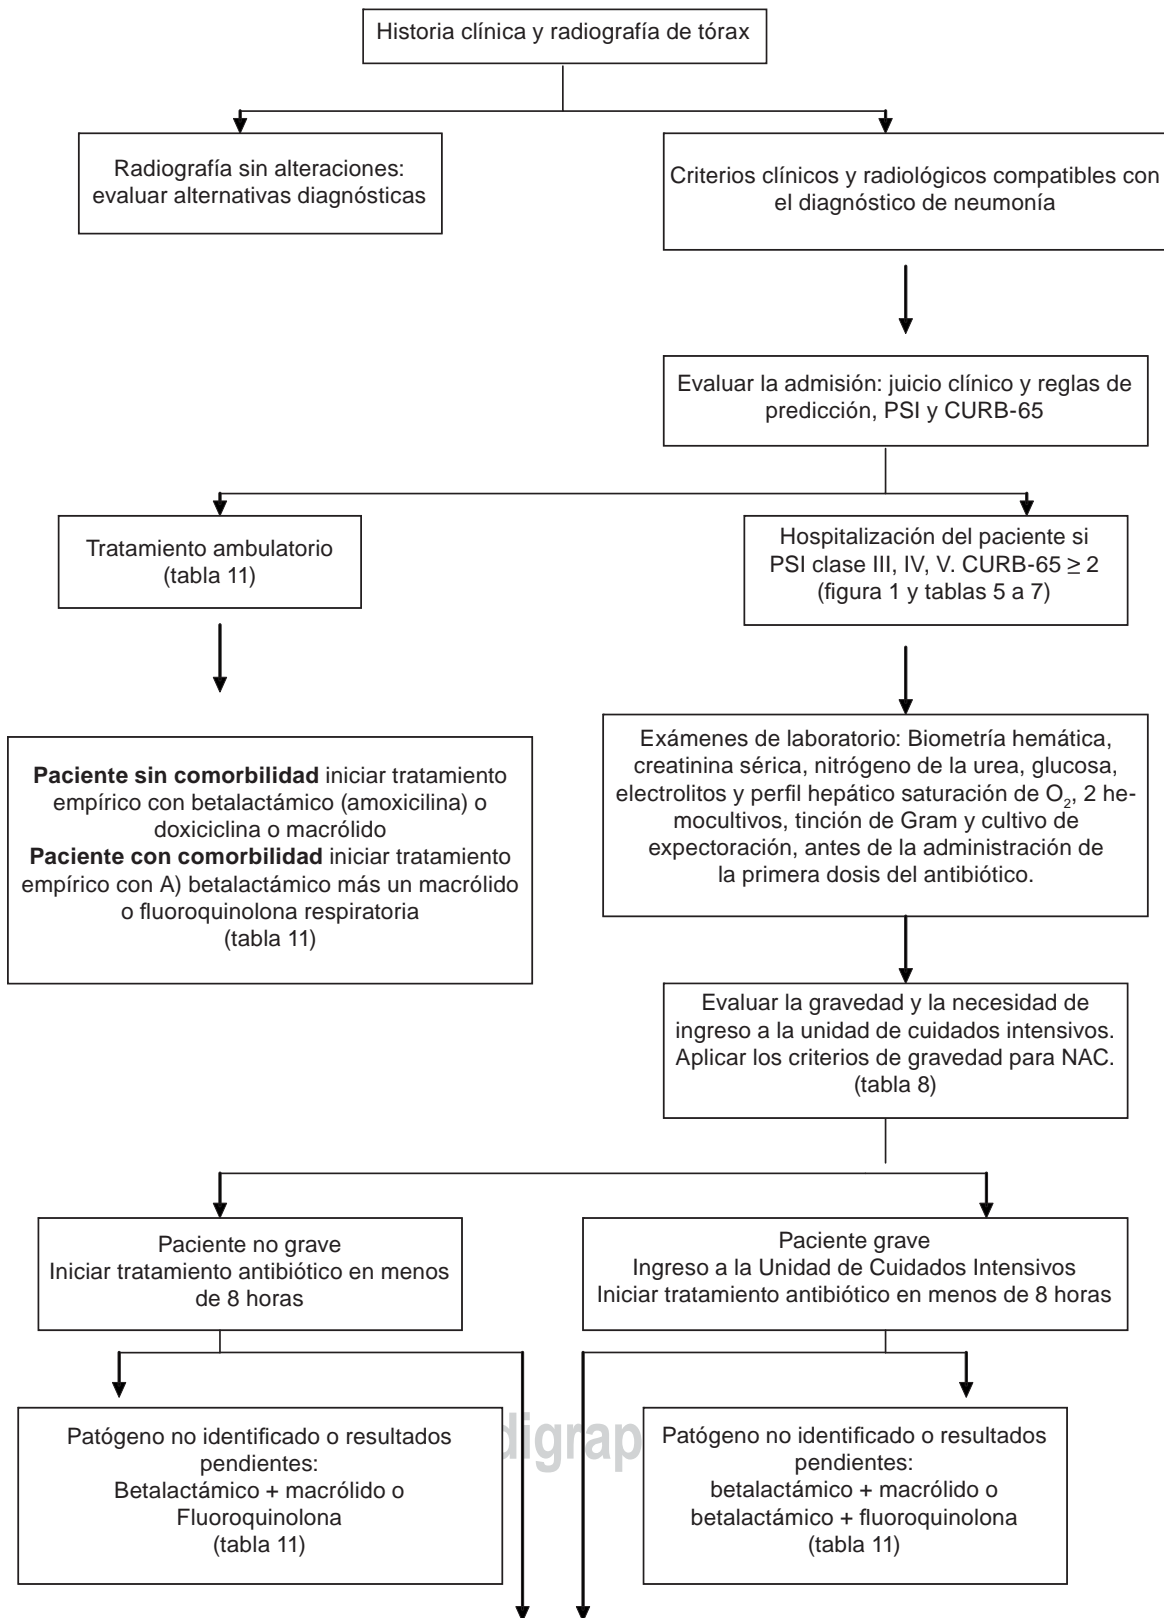 Historia clínica y radiografía de tórax
Radiografía sin alteraciones:
evaluar alternativas diagnósticas
Criterios clínicos y radiológicos compatibles con
el diagnóstico de neumonía
Evaluar la admisión: juicio clínico y reglas de
predicción, PSI y CURB-65
Tratamiento ambulatorio
(tabla 11)
Hospitalización del paciente si
PSI clase III, IV, V. CURB-65 ≥ 2
(figura 1 y tablas 5 a 7)
Paciente sin comorbilidad iniciar tratamiento
empírico con betalactámico (amoxicilina) o
doxiciclina o macrólido
Paciente con comorbilidad iniciar tratamiento
empírico con A) betalactámico más un macrólido
o fluoroquinolona respiratoria
(tabla 11)
Exámenes de laboratorio: Biometría hemática,
creatinina sérica, nitrógeno de la urea, glucosa,
electrolitos y perfil hepático saturación de O₂, 2 he-
mocultivos, tinción de Gram y cultivo de
expectoración, antes de la administración de
la primera dosis del antibiótico.
Evaluar la gravedad y la necesidad de
ingreso a la unidad de cuidados intensivos.
Aplicar los criterios de gravedad para NAC.
(tabla 8)
Paciente no grave
Iniciar tratamiento antibiótico en menos
de 8 horas
Paciente grave
Ingreso a la Unidad de Cuidados Intensivos
Iniciar tratamiento antibiótico en menos de 8 horas
Patógeno no identificado o resultados
pendientes:
Betalactámico + macrólido o
Fluoroquinolona
(tabla 11)
Patógeno no identificado o resultados
pendientes:
betalactámico + macrólido o
betalactámico + fluoroquinolona
(tabla 11)